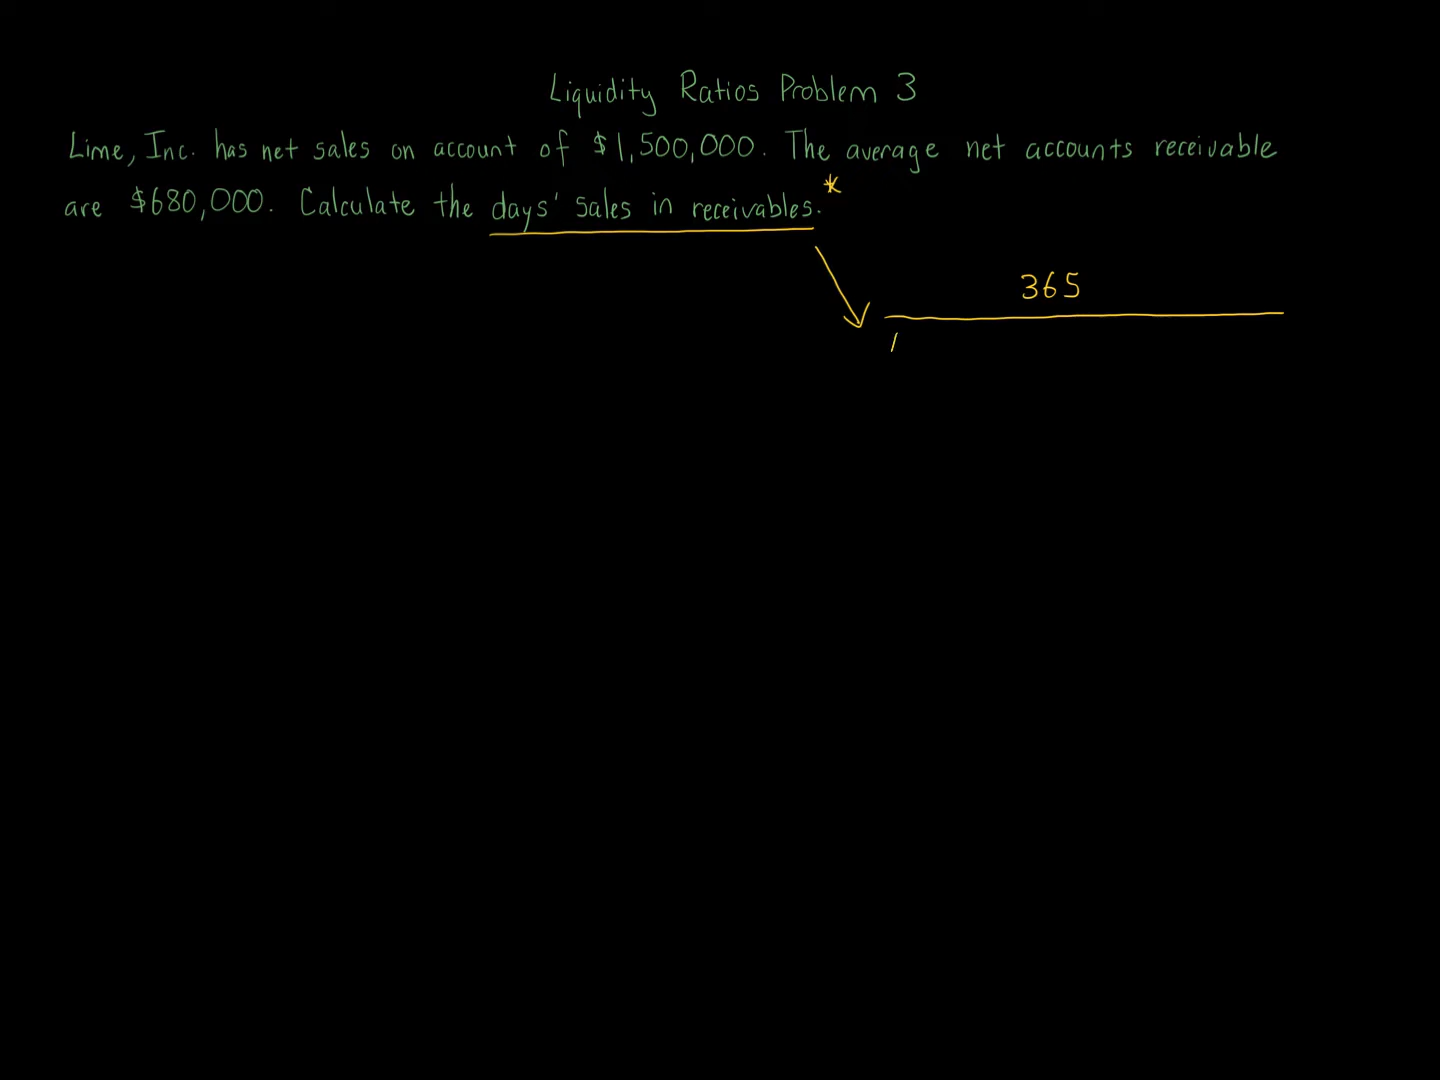 Liquidity Ratios Problem 3
Lime, Inc. has net sales on account of $1,500,000. The average net accounts receivable
are $680,000. Calculate the days' sales in receivables.*
365